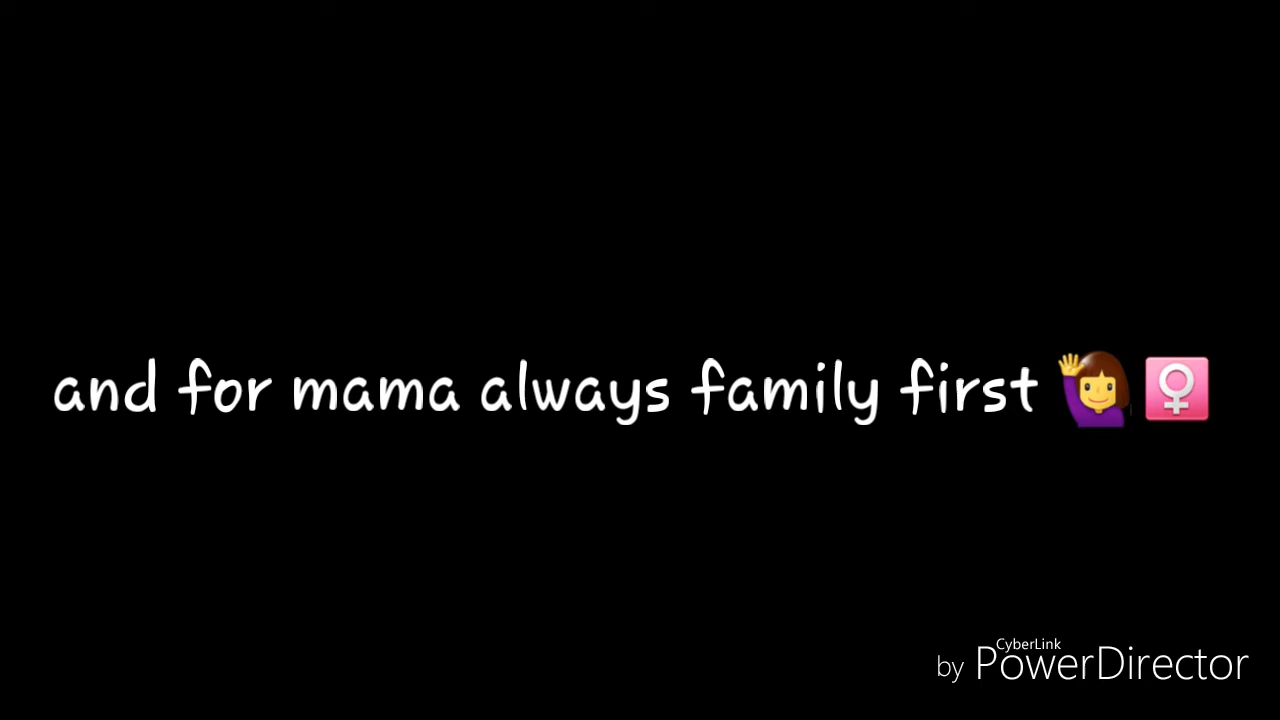 and for mama always family first 🙋♀
CyberLink
by PowerDirector